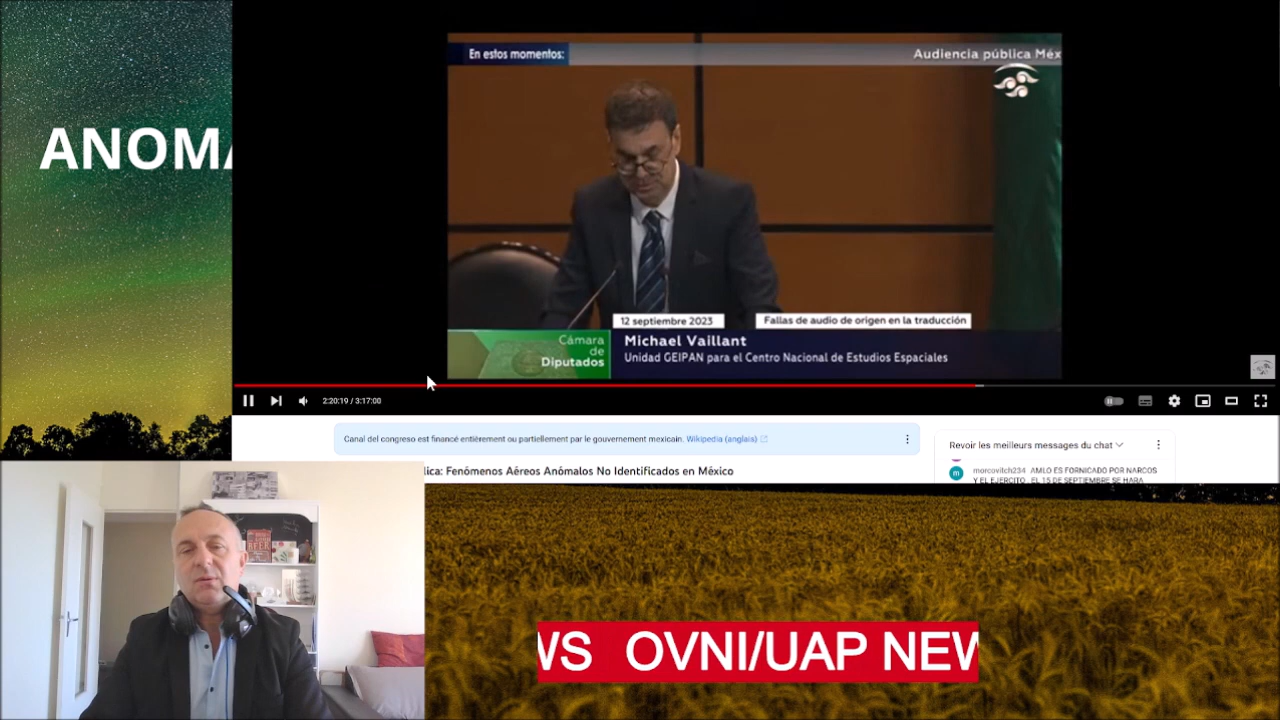 En estos momentos:
Audiencia pública Méx
ANOMA
12 septiembre 2023
Fallas de audio de origen en la traducción
Cámara
de
Diputados
Michael Vaillant
Unidad GEIPAN para el Centro Nacional de Estudios Espaciales
2:20:19 / 3:17:00
Canal del congreso est financé entièrement ou partiellement par le gouvernement mexicain. Wikipedia (anglais)
Revoir les meilleurs messages du chat
lica: Fenómenos Aéreos Anómalos No Identificados en México
m
morcovitch234 AMLO ES FORNICADO POR NARCOS
Y EL EJERCITO . EL 15 DE SEPTIEMBRE SE HARA
BEER
WS OVNI/UAP NEW